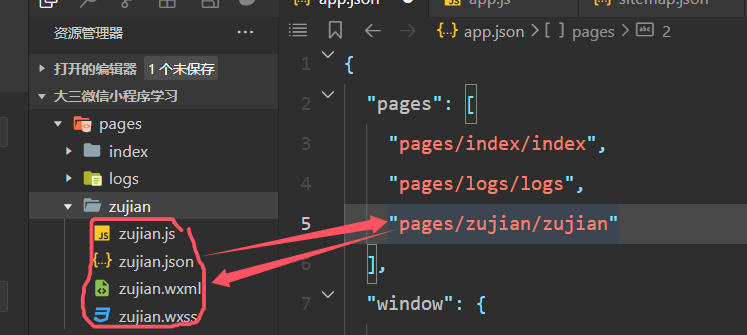 app.json
app.js
sitemap.json
资源管理器
打开的编辑器 1 个未保存
大三微信小程序学习
pages
index
logs
zujian
zujian.js
zujian.json
zujian.wxml
zujian.wxss
{..} app.json > [ ] pages > abc 2
1 {
2 "pages": [
3 "pages/index/index",
4 "pages/logs/logs",
5 "pages/zujian/zujian"
6 ],
7 "window": {